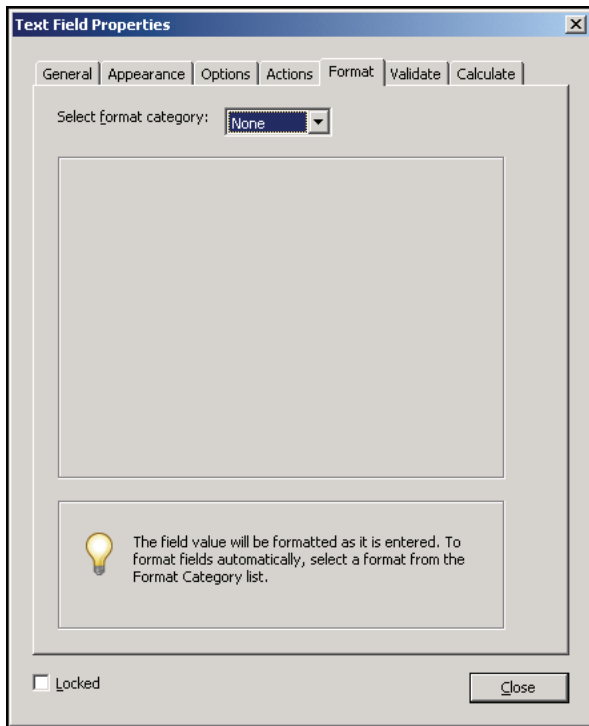 Text Field Properties
General Appearance Options Actions Format Validate Calculate
Select format category: None
The field value will be formatted as it is entered. To
format fields automatically, select a format from the
Format Category list.
Locked
Close